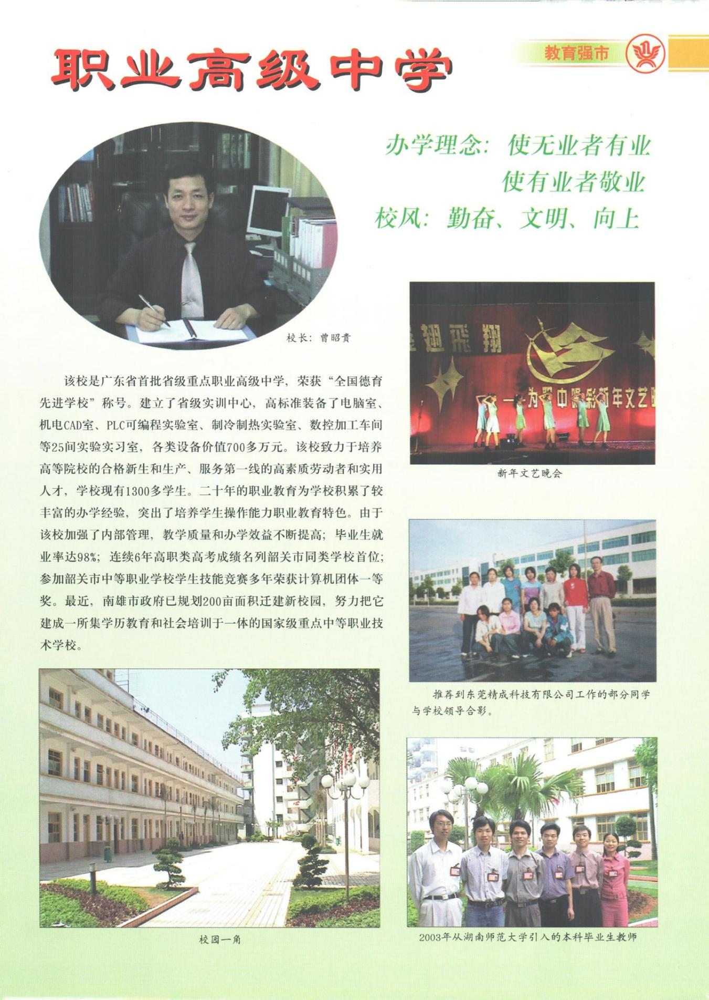 教育强市
职业高级中学
办学理念：使无业者有业
使有业者敬业
校风：勤奋、文明、向上
校长：曾昭贵
该校是广东省首批省级重点职业高级中学，荣获“全国德育
先进学校”称号。建立了省级实训中心，高标准装备了电脑室、
机电CAD室、PLC可编程实验室、制冷制热实验室、数控加工车间
等25间实验实习室，各类设备价值700多万元。该校致力于培养
高等院校的合格新生和生产、服务第一线的高素质劳动者和实用
人才，学校现有1300多学生。二十年的职业教育为学校积累了较
丰富的办学经验，突出了培养学生操作能力职业教育特色。由于
该校加强了内部管理，教学质量和办学效益不断提高；毕业生就
业率达98%；连续6年高职类高考成绩名列韶关市同类学校首位；
参加韶关市中等职业学校学生技能竞赛多年荣获计算机团体一等
奖。最近，南雄市政府已规划200亩面积迁建新校园，努力把它
建成一所集学历教育和社会培训于一体的国家级重点中等职业技
术学校。
校园一角
翅飛翔
新年文艺
新年文艺晚会
推荐到东莞精成科技有限公司工作的部分同学
与学校领导合影。
2003年从湖南师范大学引入的本科毕业生教师